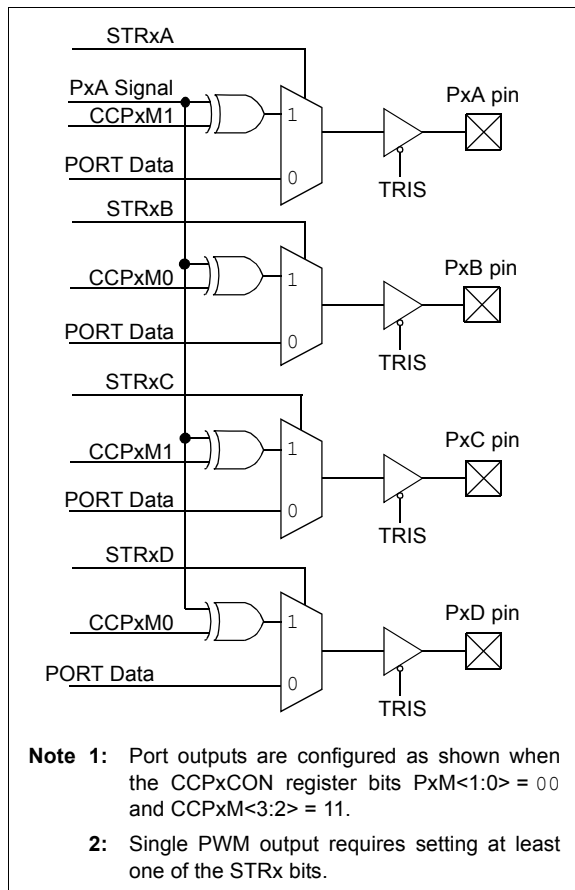 STRxA
PxA Signal
CCPxM1
PORT Data
1
0
TRIS
PxA pin
STRxB
CCPxM0
PORT Data
1
0
TRIS
PxB pin
STRxC
CCPxM1
PORT Data
1
0
TRIS
PxC pin
STRxD
CCPxM0
PORT Data
1
0
TRIS
PxD pin
Note 1: Port outputs are configured as shown when
the CCPxCON register bits PxM<1:0> = 00
and CCPxM<3:2> = 11.
2: Single PWM output requires setting at least
one of the STRx bits.